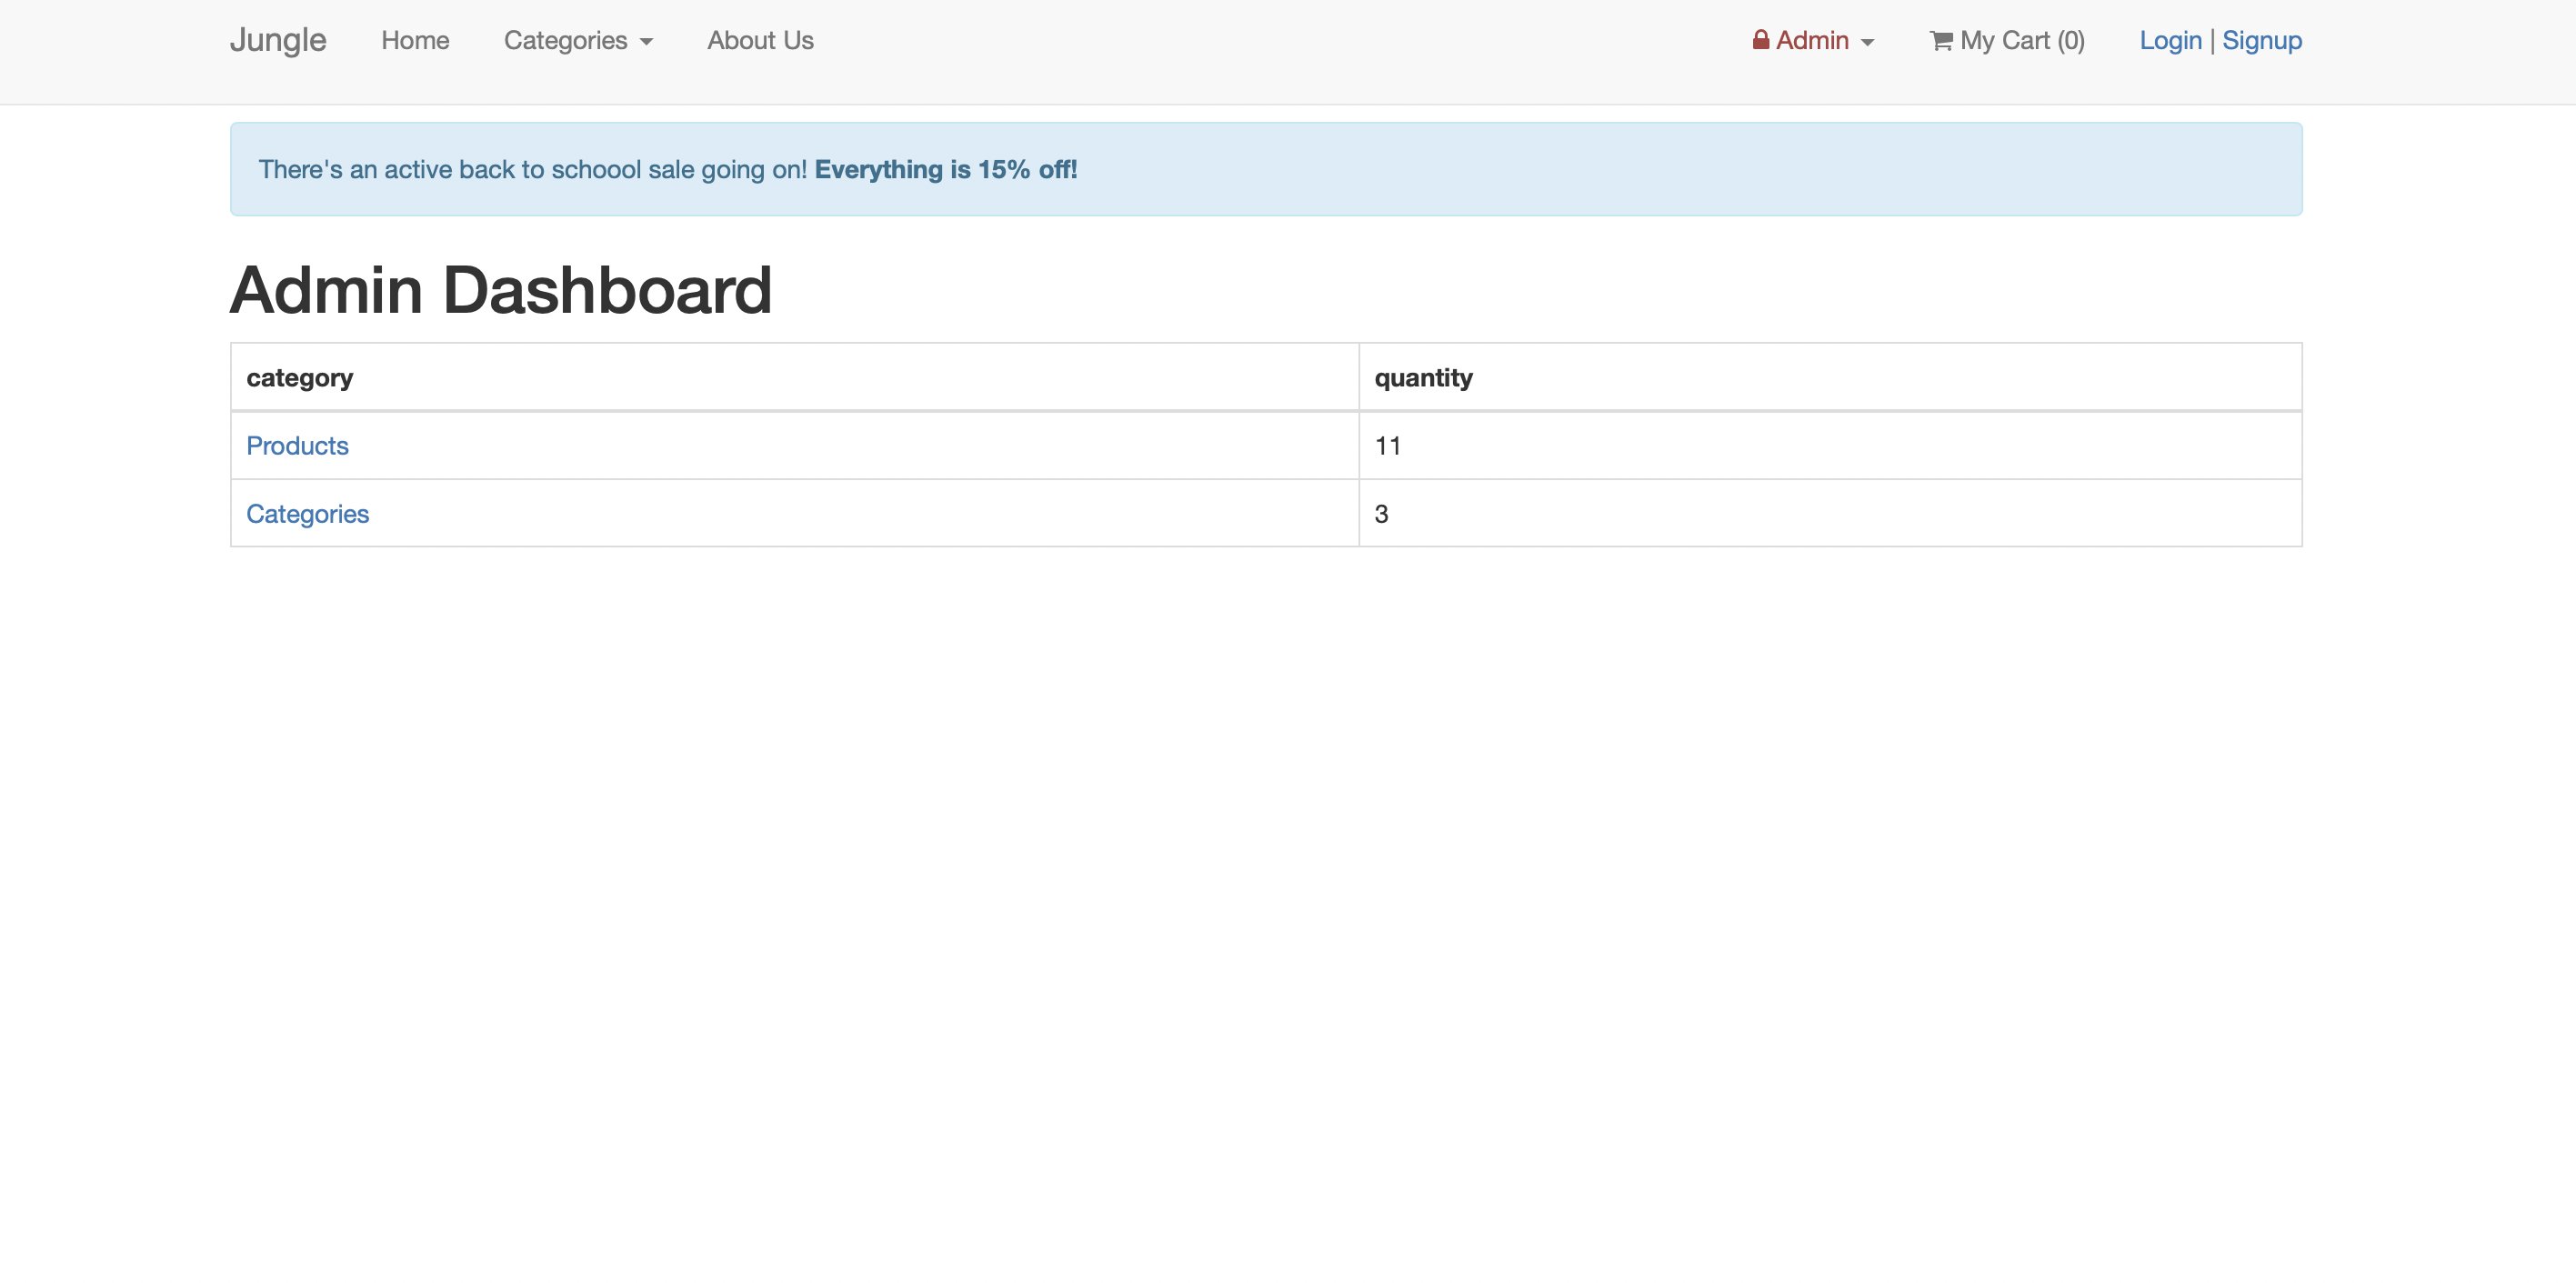 Jungle Home Categories About Us Admin My Cart (0) Login | Signup
There's an active back to schoool sale going on! Everything is 15% off!
Admin Dashboard
category quantity
Products 11
Categories 3